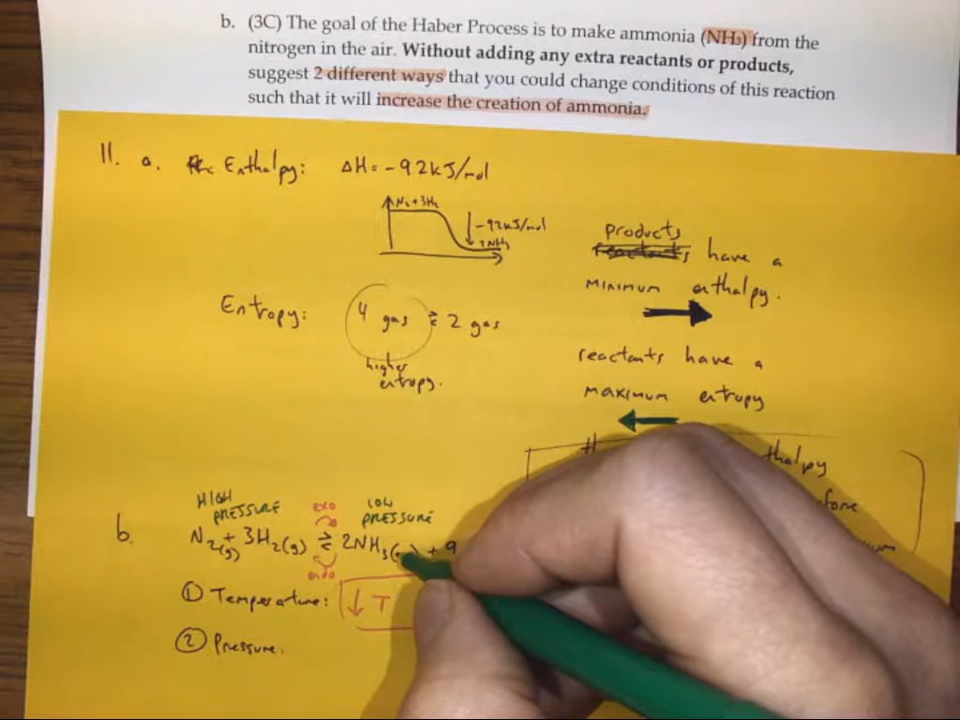 b. (3C) The goal of the Haber Process is to make ammonia (NH₃) from the
nitrogen in the air. Without adding any extra reactants or products,
suggest 2 different ways that you could change conditions of this reaction
such that it will increase the creation of ammonia.
11. a. Enthalpy: ΔH = -92kJ/mol
N₂ + 3H₂
-92kJ/mol
2NH₃
products
reactants have a
MINIMUM enthalpy.
Entropy: 4 gas ⇌ 2 gas
higher
entropy.
reactants have a
MAXIMUM entropy
thalpy
fore
b. HIGH PRESSURE exo LOW PRESSURE
N₂(g) + 3H₂(g) ⇌ 2NH₃( + 9
endo
① Temperature: ↓ T
② Pressure: